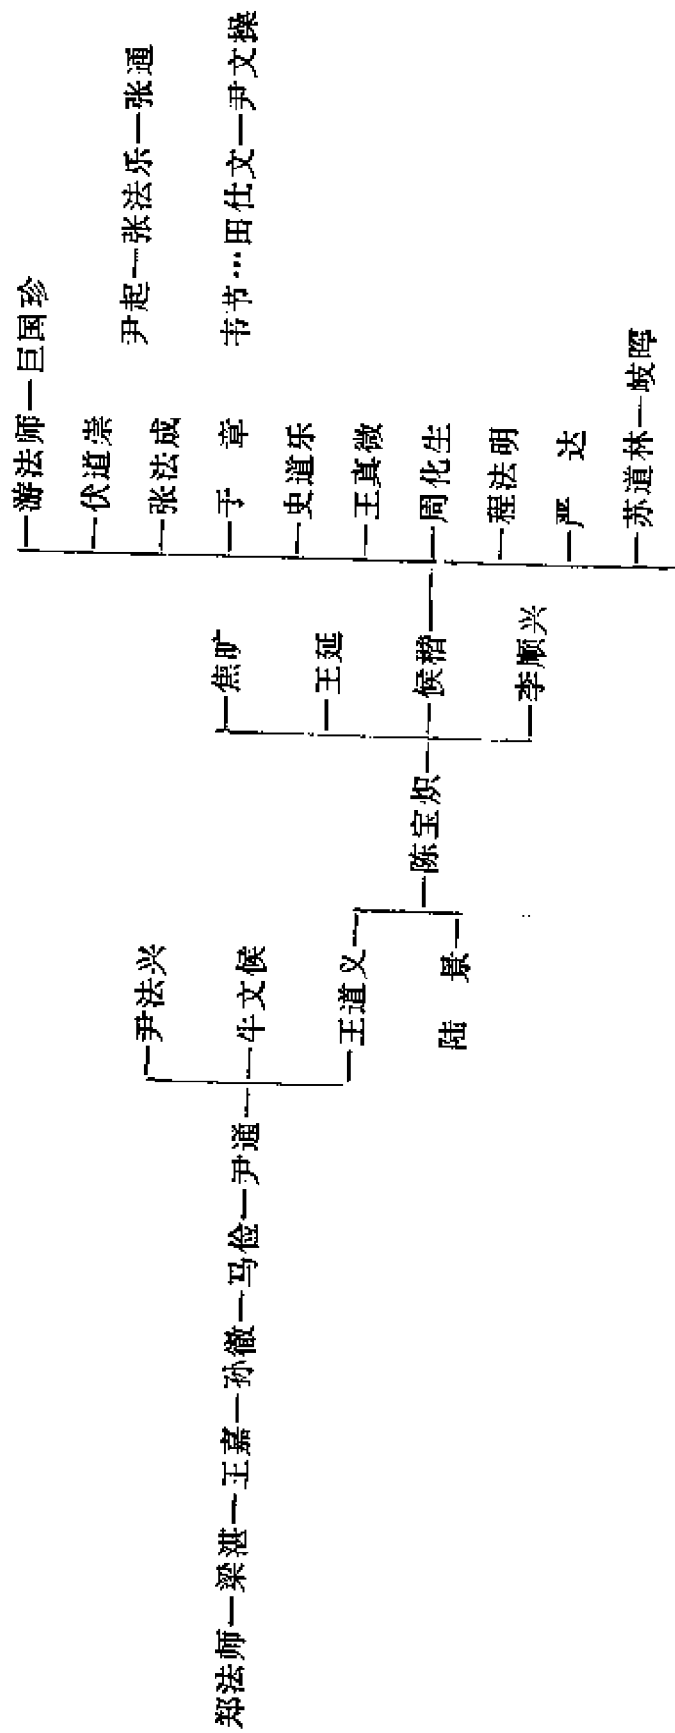 郑法师—梁湛—王嘉—孙徹—马俭—尹通
尹法兴
牛文侯
王道义
陆 景
陈宝炽
焦旷
王延
侯楷
李顺兴
游法师—巨国珍
伏道崇
张法成
于 章
史道乐
王真微
周化生
程法明
严 达
苏道林—岐晖
尹起—张法乐—张通
韦节…田仕文—尹文操